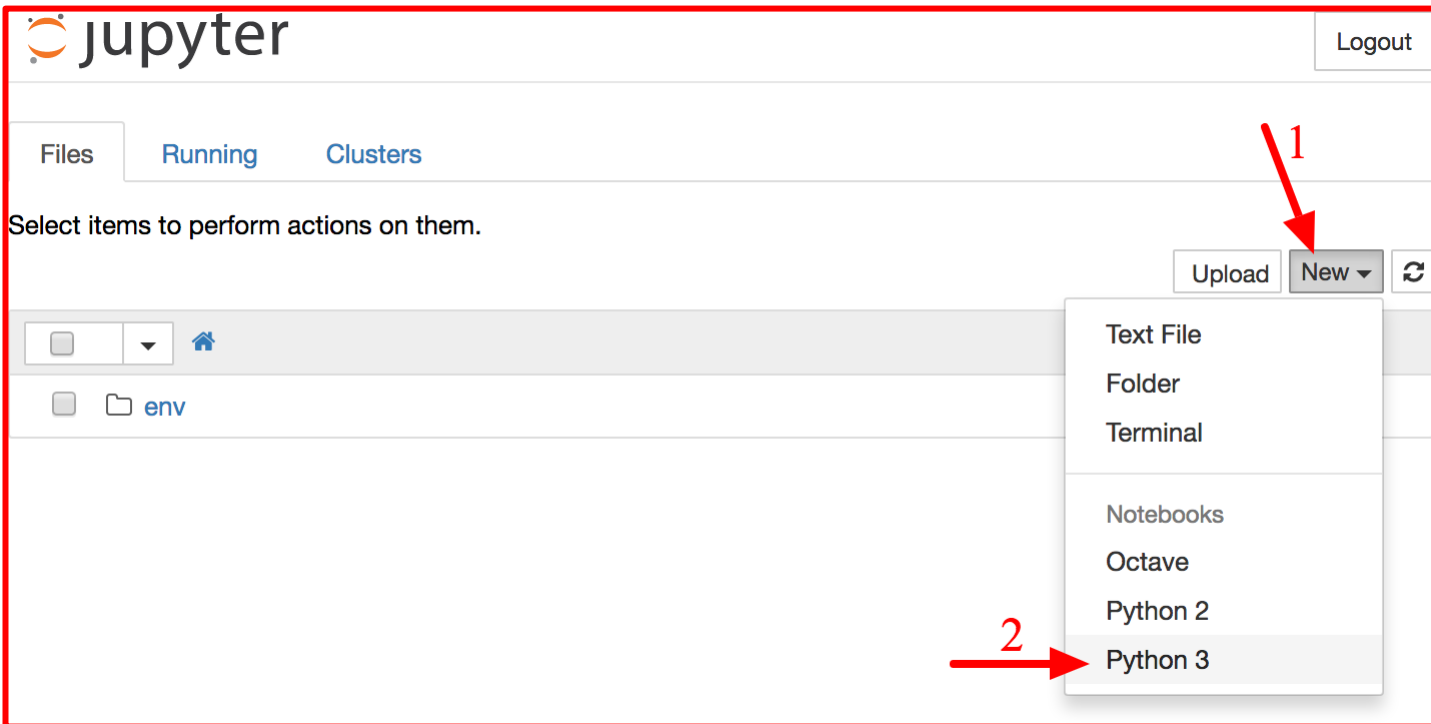 jupyter
Logout
Files Running Clusters
1
Select items to perform actions on them.
Upload New
Text File
env
Folder
Terminal
Notebooks
Octave
Python 2
2
Python 3